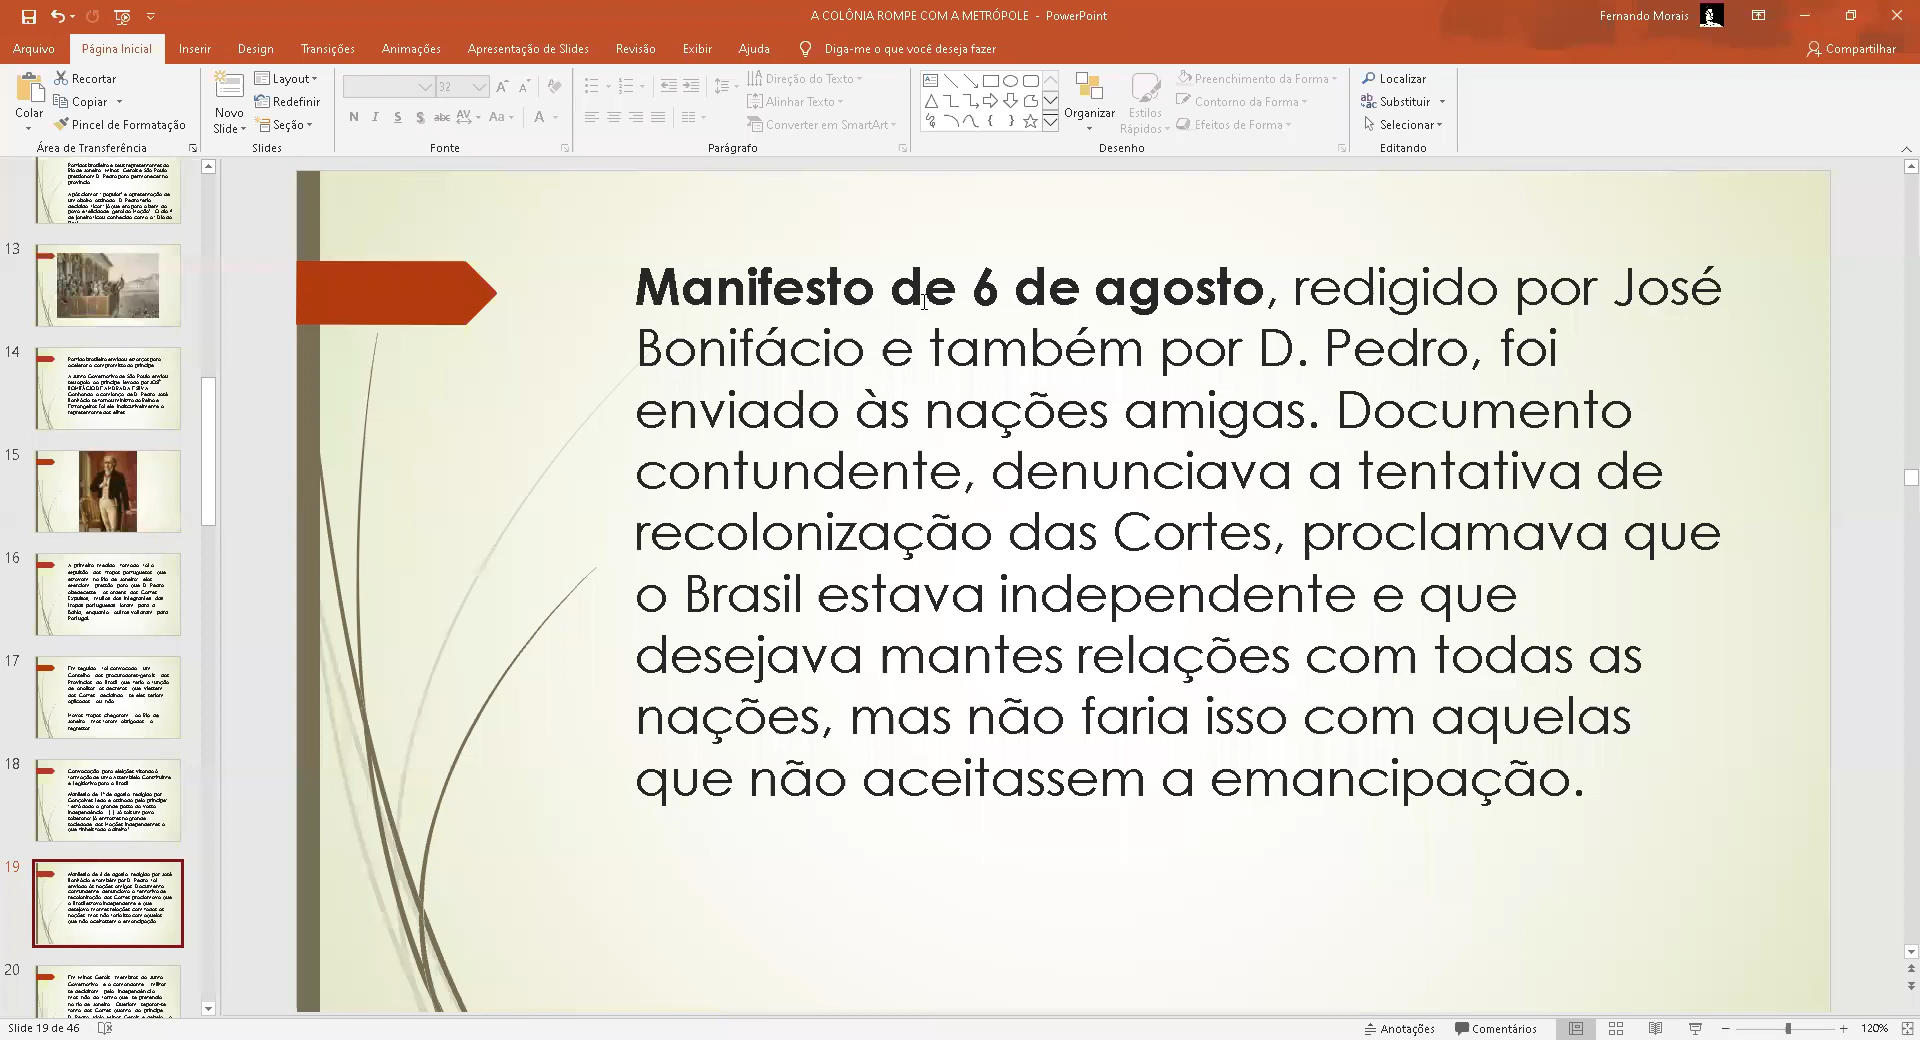 A COLÔNIA ROMPE COM A METRÓPOLE - PowerPoint
Fernando Morais
Arquivo Página Inicial Inserir Design Transições Animações Apresentação de Slides Revisão Exibir Ajuda Diga-me o que você deseja fazer Compartilhar
Colar
Recortar
Copiar
Pincel de Formatação
Área de Transferência
Novo Slide
Layout
Redefinir
Seção
Slides
32
N I S S abc AV Aa A
Fonte
Direção do Texto
Alinhar Texto
Converter em SmartArt
Parágrafo
Organizar
Estilos Rápidos
Preenchimento da Forma
Contorno da Forma
Efeitos de Forma
Desenho
Localizar
Substituir
Selecionar
Editando
13
14
15
16
17
18
19
20
Manifesto de 6 de agosto, redigido por José
Bonifácio e também por D. Pedro, foi
enviado às nações amigas. Documento
contundente, denunciava a tentativa de
recolonização das Cortes, proclamava que
o Brasil estava independente e que
desejava mantes relações com todas as
nações, mas não faria isso com aquelas
que não aceitassem a emancipação.
Slide 19 de 46
Anotações Comentários 120%